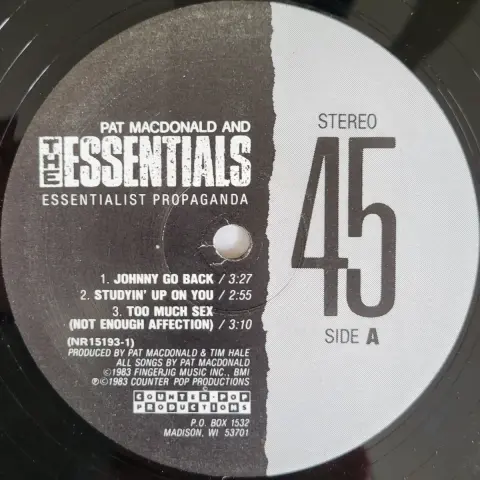 PAT MACDONALD AND
THE ESSENTIALS
ESSENTIALIST PROPAGANDA
1. JOHNNY GO BACK / 3:27
2. STUDYIN' UP ON YOU / 2:55
3. TOO MUCH SEX
(NOT ENOUGH AFFECTION) / 3:10
(NR15193-1)
PRODUCED BY PAT MACDONALD & TIM HALE
ALL SONGS BY PAT MACDONALD
©1983 FINGERJIG MUSIC INC., BMI
℗©1983 COUNTER POP PRODUCTIONS
COUNTER-POP
PRODUCTIONS
P.O. BOX 1532
MADISON, WI 53701
STEREO
45
SIDE A